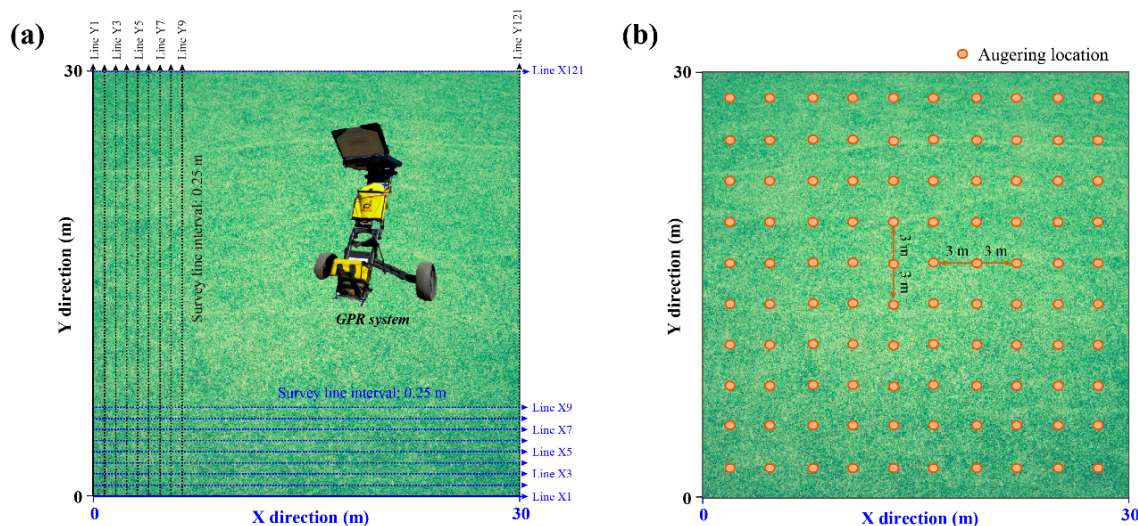 (a)
Line Y1
Line Y3
Line Y5
Line Y7
Line Y9
Line Y121
30
Line X121
Survey line interval: 0.25 m
Y direction (m)
GPR system
Survey line interval: 0.25 m
Line X9
Line X7
Line X5
Line X3
Line X1
0
0
X direction (m)
30
(b)
Augering location
30
3 m
3 m
3 m
3 m
Y direction (m)
0
0
X direction (m)
30